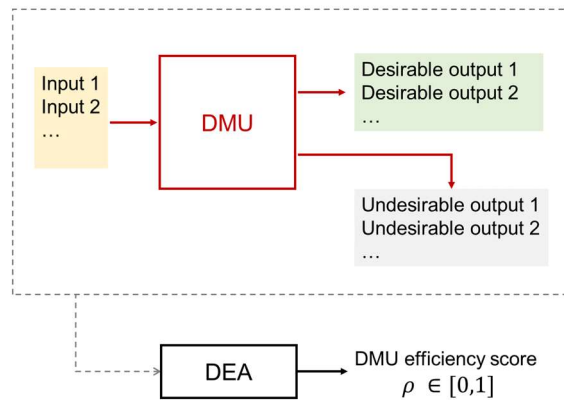 Input 1
Input 2
...
DMU
Desirable output 1
Desirable output 2
...
Undesirable output 1
Undesirable output 2
...
DEA
DMU efficiency score
ρ ∈ [0,1]